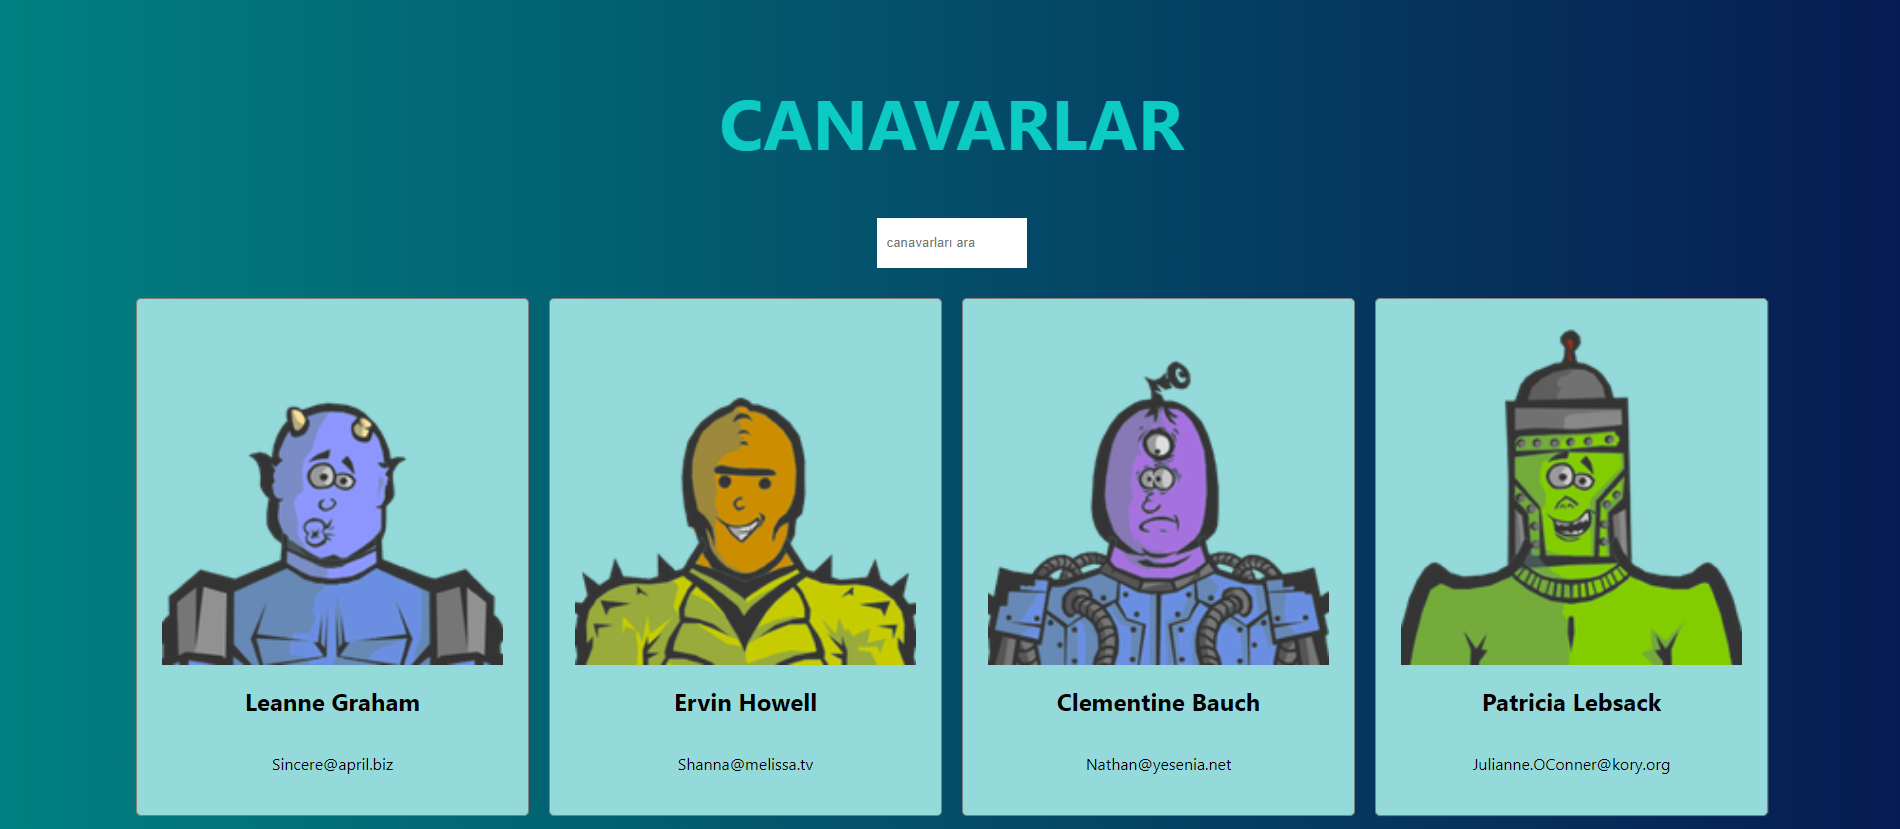 CANAVARLAR
canavarları ara
Leanne Graham
Sincere@april.biz
Ervin Howell
Shanna@melissa.tv
Clementine Bauch
Nathan@yesenia.net
Patricia Lebsack
Julianne.OConner@kory.org